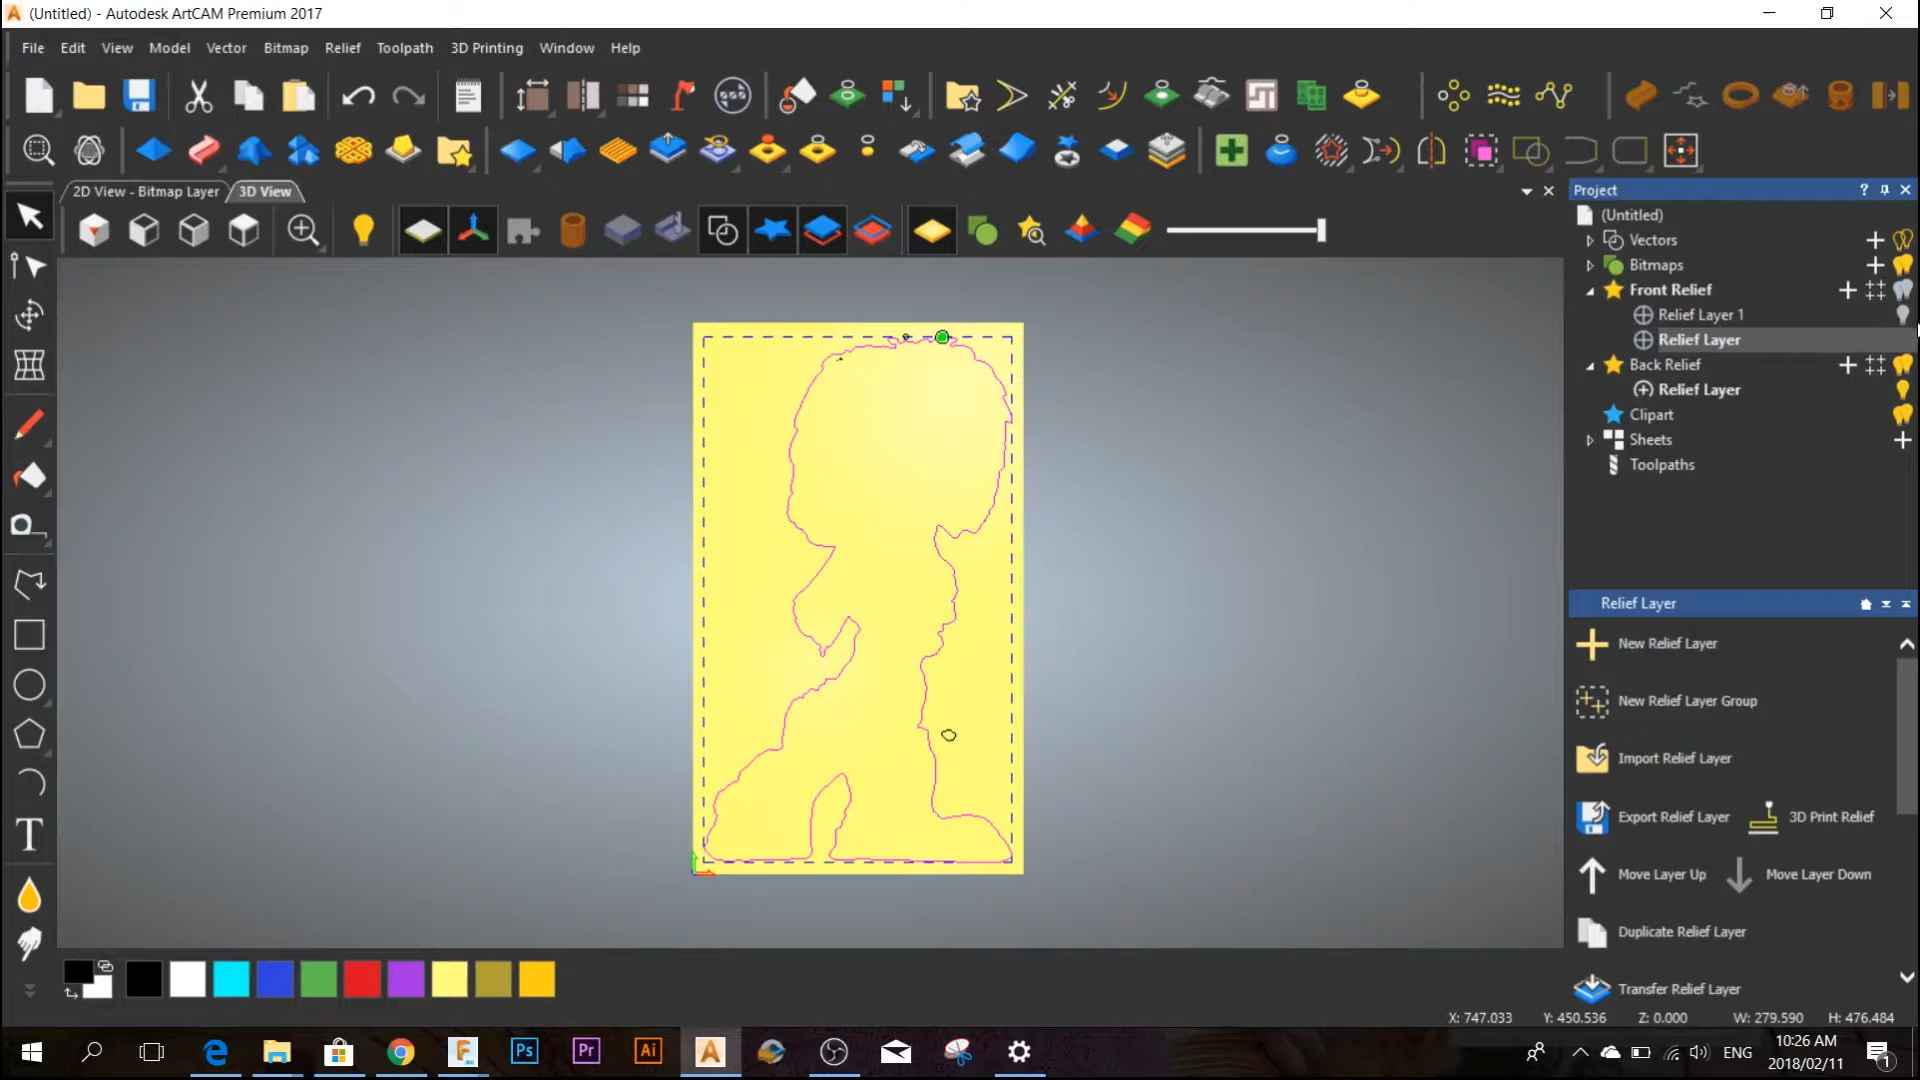 (Untitled) - Autodesk ArtCAM Premium 2017
File Edit View Model Vector Bitmap Relief Toolpath 3D Printing Window Help
2D View - Bitmap Layer 3D View
Project
(Untitled)
Vectors
Bitmaps
Front Relief
Relief Layer 1
Relief Layer
Back Relief
Relief Layer
Clipart
Sheets
Toolpaths
Relief Layer
New Relief Layer
New Relief Layer Group
Import Relief Layer
Export Relief Layer 3D Print Relief
Move Layer Up Move Layer Down
Duplicate Relief Layer
Transfer Relief Layer
T
X: 747.033 Y: 450.536 Z: 0.000 W: 279.590 H: 476.484
Ps Pr Ai A ENG 10:26 AM
2018/02/11 1